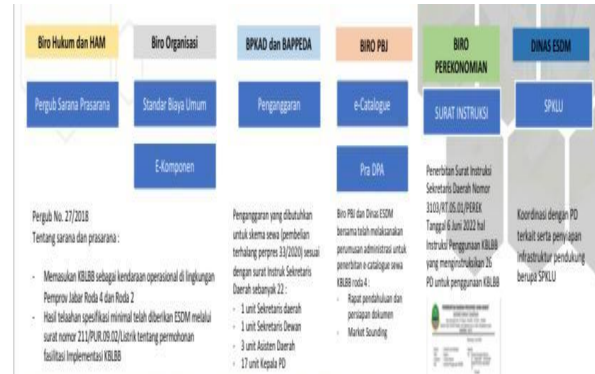 Biro Hukum dan HAM
Pergub Sarana Prasarana
Pergub No. 27/2018
Tentang sarana dan prasarana :
- Memasukan KBLBB sebagai kendaraan operasional di lingkungan
Pemprov Jabar Roda 4 dan Roda 2
- Hasil telaahan spesifikasi minimal telah diberikan ESDM melalui
surat nomor 211/PUR.09.02/Listrik tentang permohonan
fasilitasi Implementasi KBLBB
Biro Organisasi
Standar Biaya Umum
E-Komponen
BPKAD dan BAPPEDA
Penganggaran
Penganggaran yang dibutuhkan
untuk skema sewa (pembelian
terhalang perpres 33/2020) sesuai
dengan surat Instruk Sekretaris
Daerah sebanyak 22 :
- 1 unit Sekretaris daerah
- 1 unit Sekretaris Dewan
- 3 unit Asisten Daerah
- 17 unit Kepala PD
BIRO PBJ
e-Catalogue
Pra DPA
Biro PBJ dan Dinas ESDM
bersama telah melaksanakan
perumusan administrasi untuk
penerbitan e-catalogue sewa
KBLBB roda 4 :
- Rapat pendahuluan dan
persiapan dokumen
- Market Sounding
BIRO
PEREKONOMIAN
SURAT INSTRUKSI
Penerbitan Surat Instruksi
Sekretaris Daerah Nomor
3103/RT.05.01/PEREK
Tanggal 6 Juni 2022 hal
Instruksi Penggunaan KBLBB
yang menginstruksikan 26
PD untuk penggunaan KBLBB
DINAS ESDM
SPKLU
Koordinasi dengan PD
terkait serta penyiapan
infrastruktur pendukung
berupa SPKLU